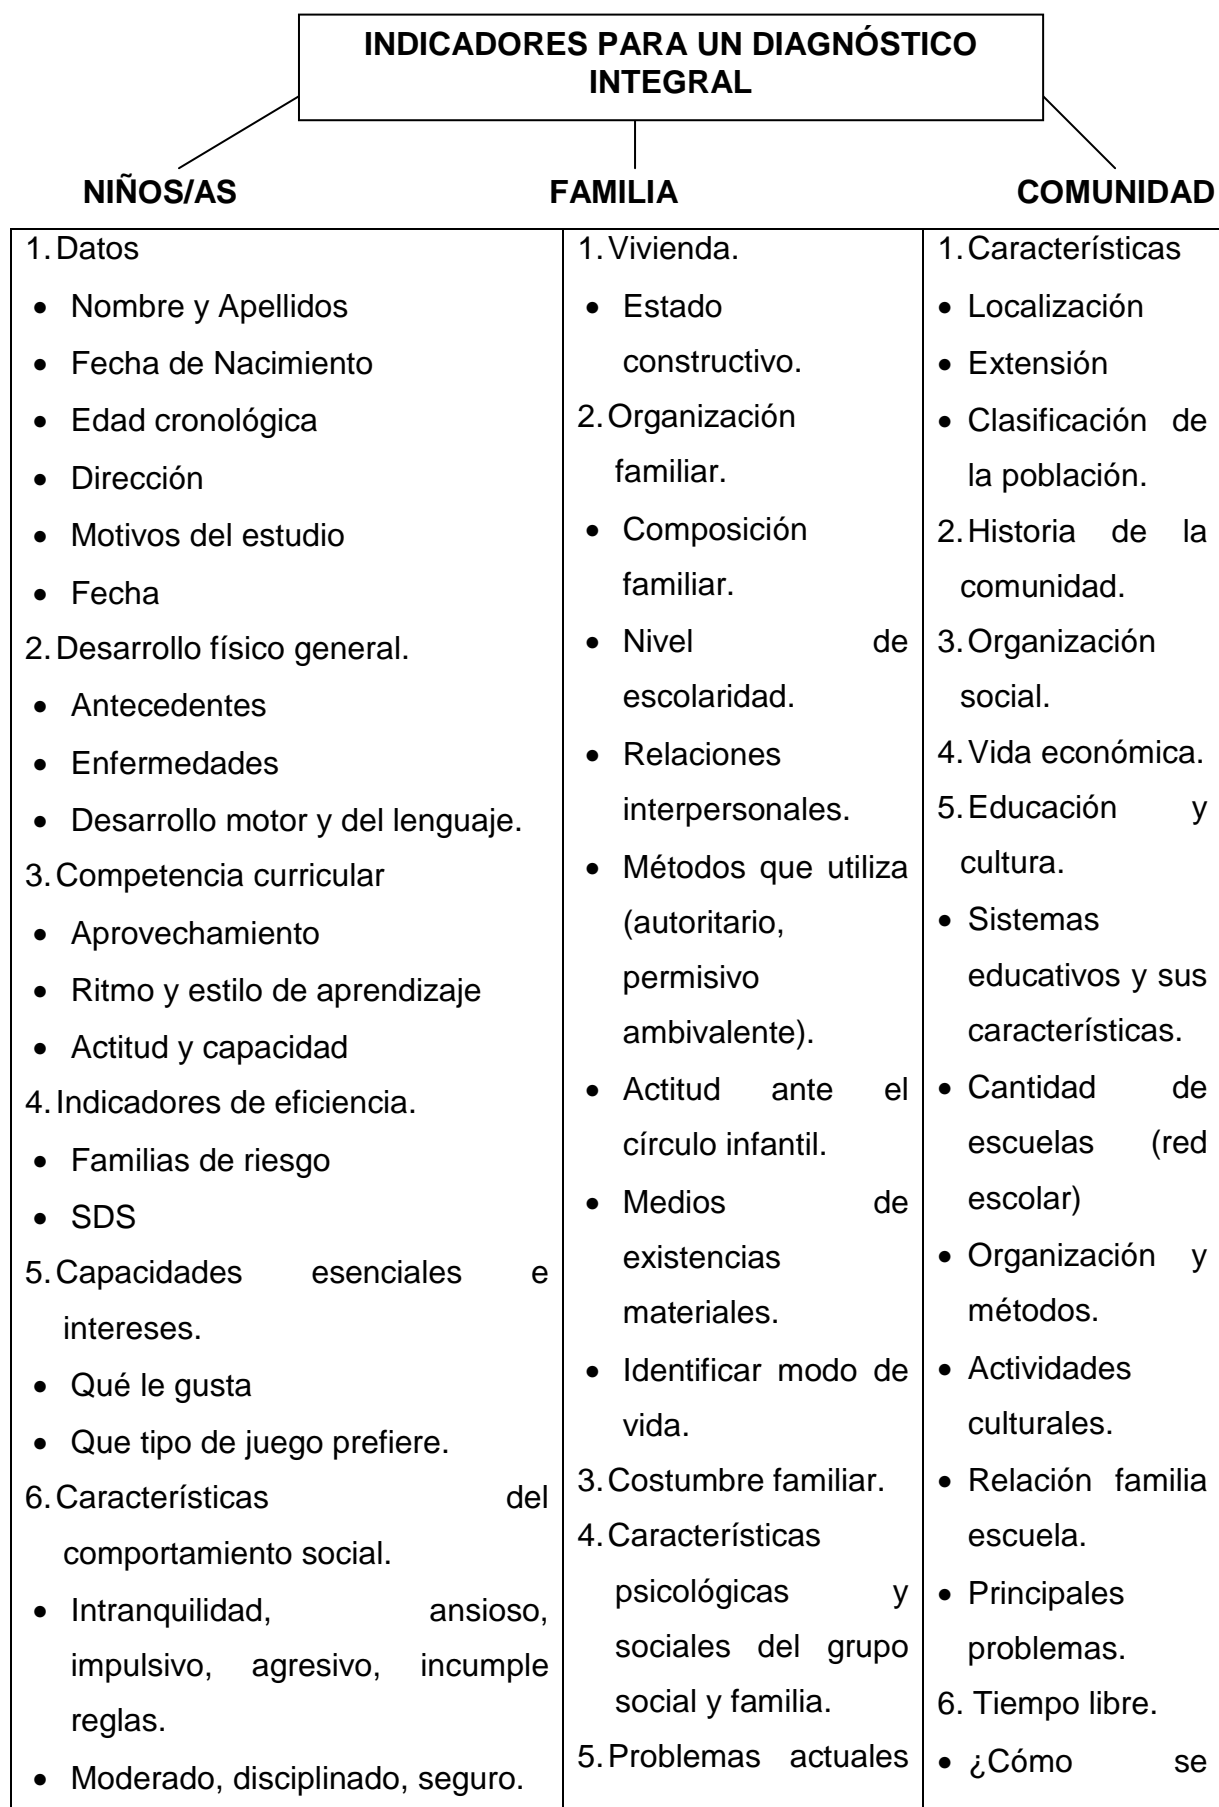 INDICADORES PARA UN DIAGNÓSTICO
INTEGRAL
NIÑOS/AS
FAMILIA
COMUNIDAD
1. Datos
• Nombre y Apellidos
• Fecha de Nacimiento
• Edad cronológica
• Dirección
• Motivos del estudio
• Fecha
2. Desarrollo físico general.
• Antecedentes
• Enfermedades
• Desarrollo motor y del lenguaje.
3. Competencia curricular
• Aprovechamiento
• Ritmo y estilo de aprendizaje
• Actitud y capacidad
4. Indicadores de eficiencia.
• Familias de riesgo
• SDS
5. Capacidades esenciales e
intereses.
• Qué le gusta
• Que tipo de juego prefiere.
6. Características del
comportamiento social.
• Intranquilidad, ansioso,
impulsivo, agresivo, incumple
reglas.
• Moderado, disciplinado, seguro.
1. Vivienda.
• Estado
constructivo.
2. Organización
familiar.
• Composición
familiar.
• Nivel de
escolaridad.
• Relaciones
interpersonales.
• Métodos que utiliza
(autoritario,
permisivo
ambivalente).
• Actitud ante el
círculo infantil.
• Medios de
existencias
materiales.
• Identificar modo de
vida.
3. Costumbre familiar.
4. Características
psicológicas y
sociales del grupo
social y familia.
5. Problemas actuales
1. Características
• Localización
• Extensión
• Clasificación de
la población.
2. Historia de la
comunidad.
3. Organización
social.
4. Vida económica.
5. Educación y
cultura.
• Sistemas
educativos y sus
características.
• Cantidad de
escuelas (red
escolar)
• Organización y
métodos.
• Actividades
culturales.
• Relación familia
escuela.
• Principales
problemas.
6. Tiempo libre.
• ¿Cómo se